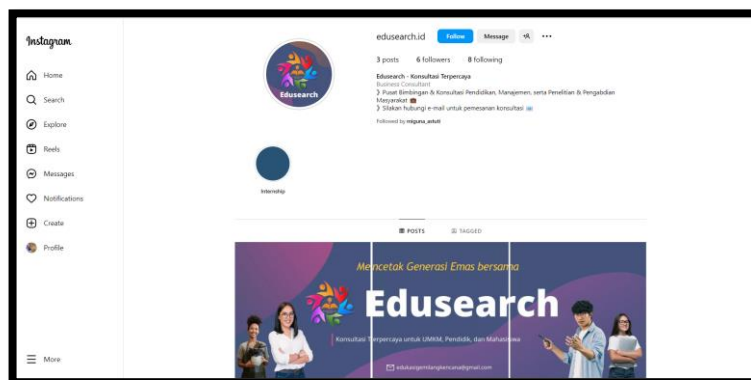 Instagram
Home
Search
Explore
Reels
Messages
Notifications
Create
Profile
More
edusearch.id Follow Message
3 posts 6 followers 8 following
Edusearch - Konsultasi Terpercaya
Business Consultant
Pusat Bimbingan & Konsultasi Pendidikan, Manajemen, serta Penelitian & Pengabdian
Masyarakat
Silakan hubungi e-mail untuk pemesanan konsultasi
Followed by miguna_astuti
Edusearch
Internship
POSTS TAGGED
Mencetak Generasi Emas bersama
Edusearch
Konsultasi Terpercaya untuk UMKM, Pendidik, dan Mahasiswa